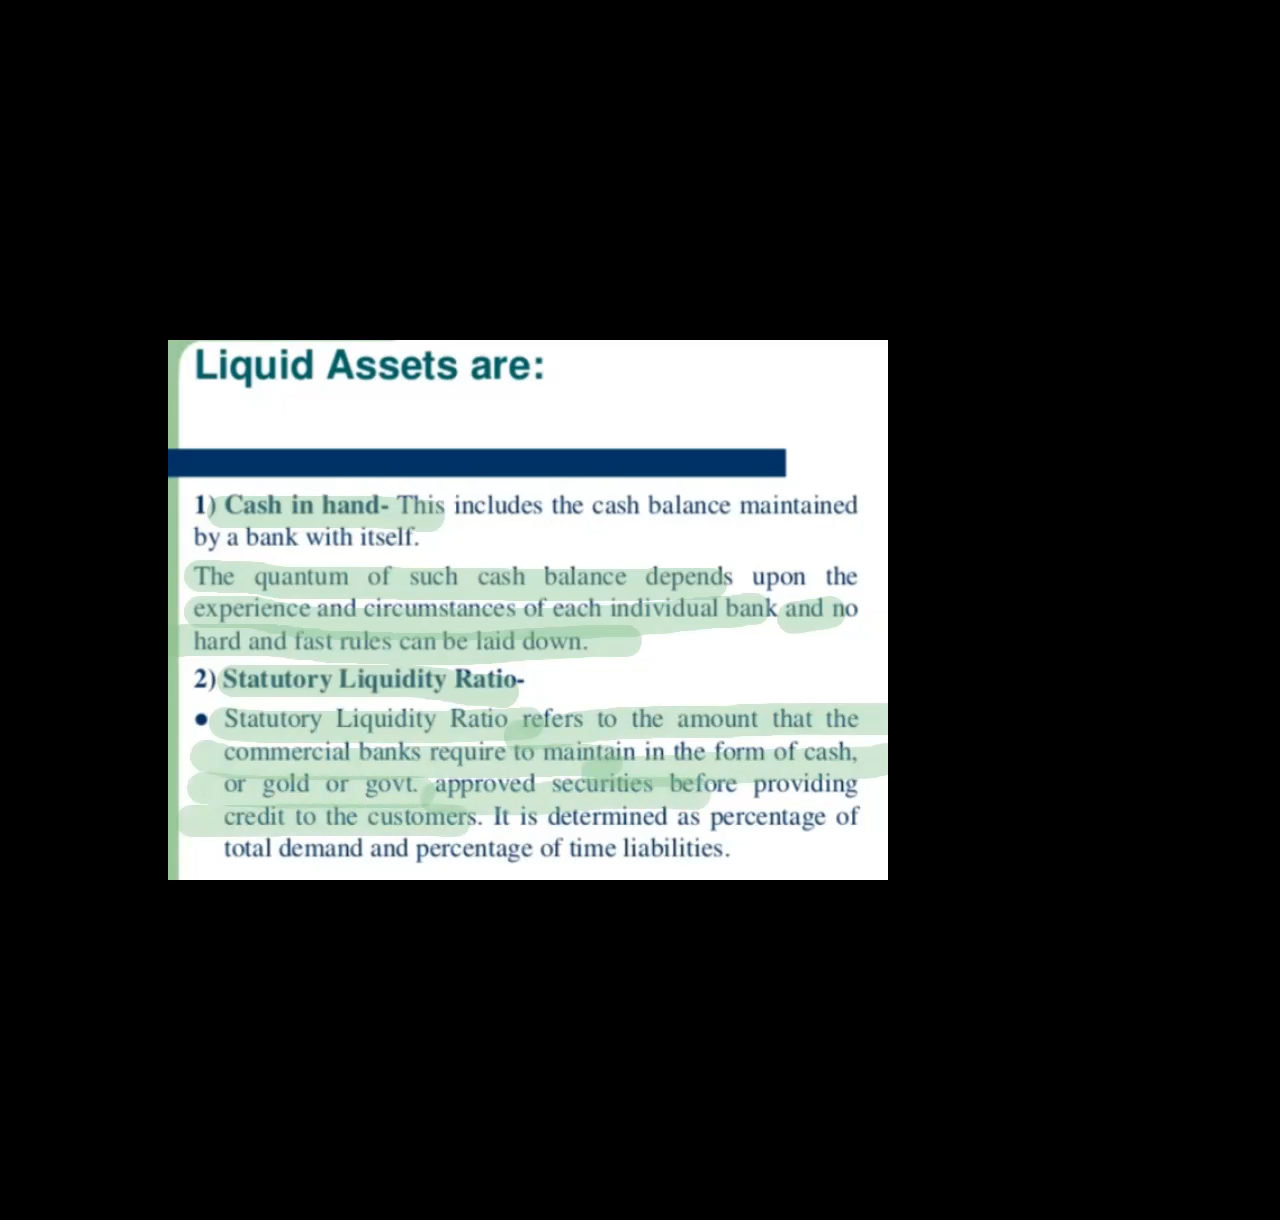 Liquid Assets are:
1) Cash in hand- This includes the cash balance maintained
by a bank with itself.
The quantum of such cash balance depends upon the
experience and circumstances of each individual bank and no
hard and fast rules can be laid down.
2) Statutory Liquidity Ratio-
● Statutory Liquidity Ratio refers to the amount that the
commercial banks require to maintain in the form of cash,
or gold or govt. approved securities before providing
credit to the customers. It is determined as percentage of
total demand and percentage of time liabilities.